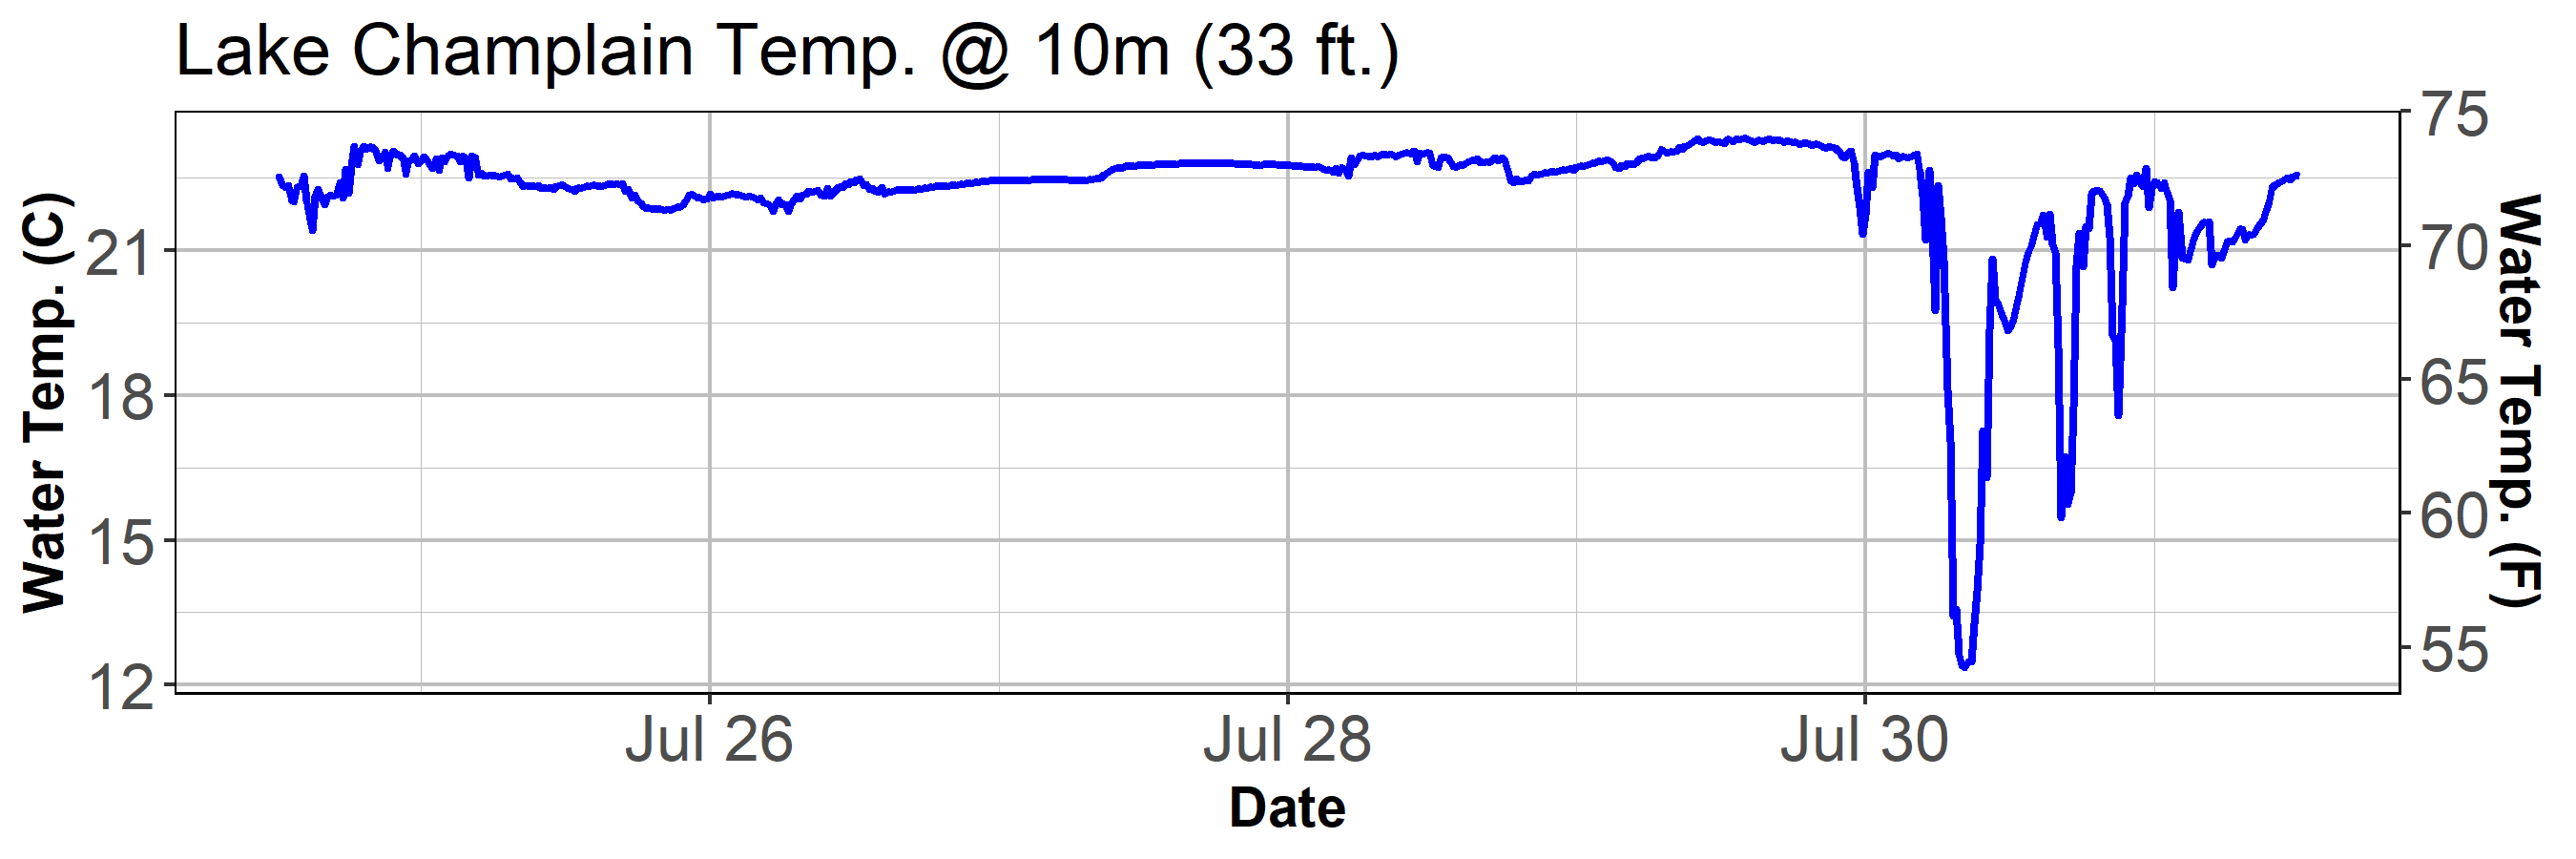 Lake Champlain Temp. @ 10m (33 ft.)
Water Temp. (C)
21
18
15
12
75
70
65
60
55
Water Temp. (F)
Jul 26
Jul 28
Jul 30
Date